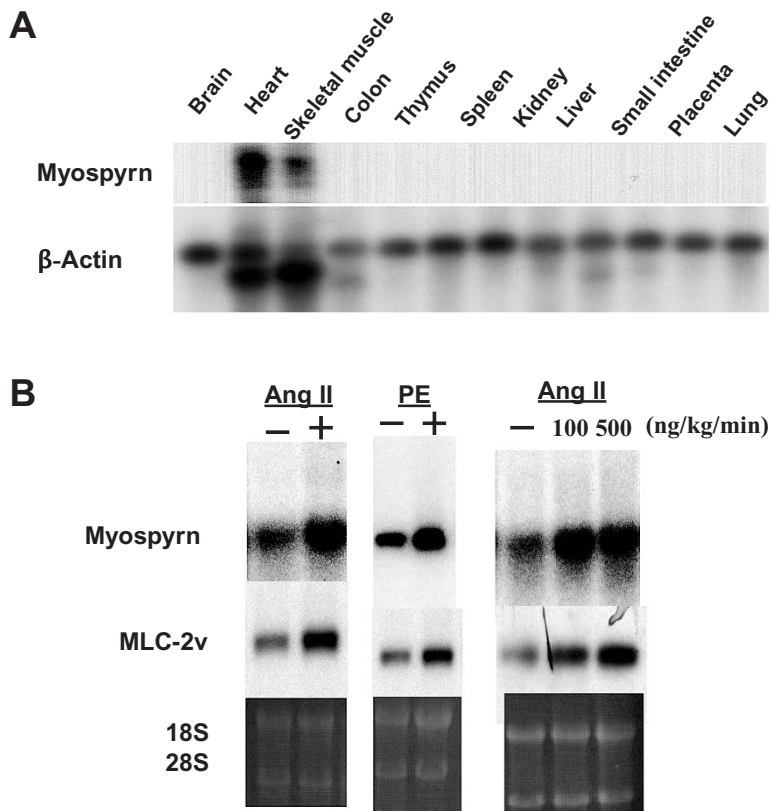 A
Brain Heart Skeletal muscle Colon Thymus Spleen Kidney Liver Small intestine Placenta Lung
Myospyrn
β-Actin
B
Ang II PE Ang II
− + − + − 100 500 (ng/kg/min)
Myospyrn
MLC-2v
18S
28S